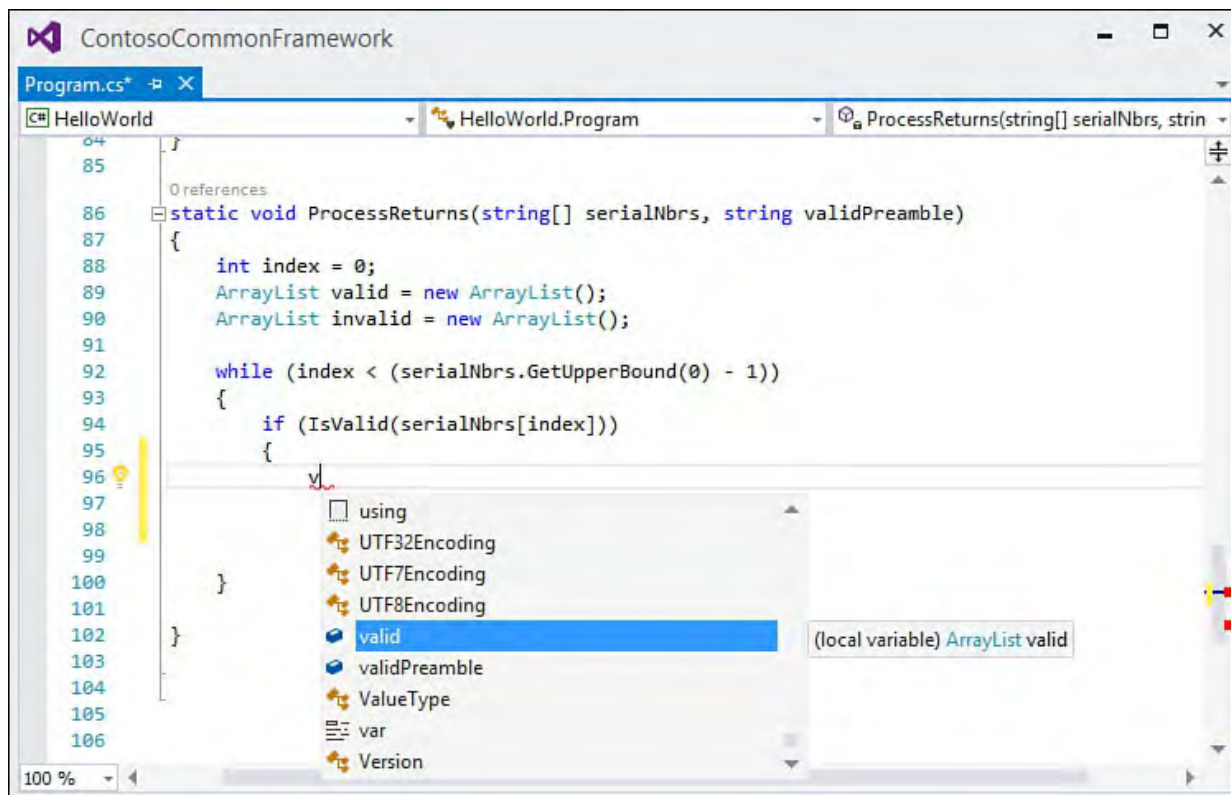 ContosoCommonFramework
Program.cs*
C# HelloWorld HelloWorld.Program ProcessReturns(string[] serialNbrs, strin
84 }
85
0 references
86 static void ProcessReturns(string[] serialNbrs, string validPreamble)
87 {
88 int index = 0;
89 ArrayList valid = new ArrayList();
90 ArrayList invalid = new ArrayList();
91
92 while (index < (serialNbrs.GetUpperBound(0) - 1))
93 {
94 if (IsValid(serialNbrs[index]))
95 {
96 v
97 using
98 UTF32Encoding
99 UTF7Encoding
100 } UTF8Encoding
101
102 } valid (local variable) ArrayList valid
103 validPreamble
104 ValueType
105 var
106 Version
100 %